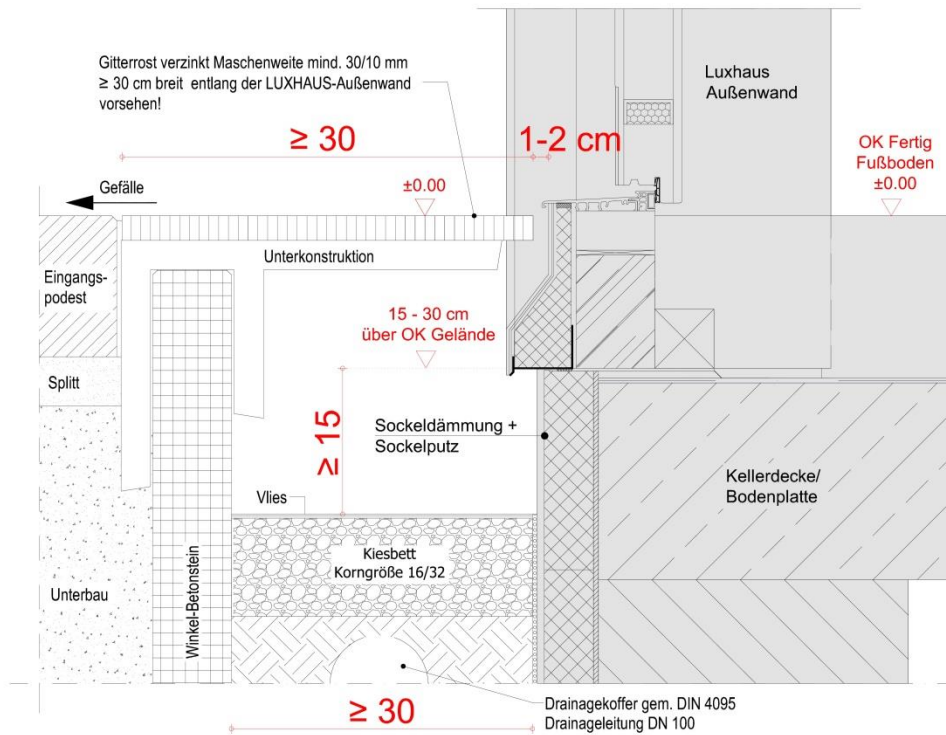 Gitterrost verzinkt Maschenweite mind. 30/10 mm
≥ 30 cm breit entlang der LUXHAUS-Außenwand
vorsehen!
Luxhaus
Außenwand
≥ 30
1-2 cm
OK Fertig
Fußboden
±0.00
Gefälle
±0.00
Unterkonstruktion
Eingangs-
podest
15 - 30 cm
über OK Gelände
Splitt
≥ 15
Sockeldämmung +
Sockelputz
Kellerdecke/
Bodenplatte
Vlies
Kiesbett
Korngröße 16/32
Unterbau
Winkel-Betonstein
≥ 30
Drainagekoffer gem. DIN 4095
Drainageleitung DN 100